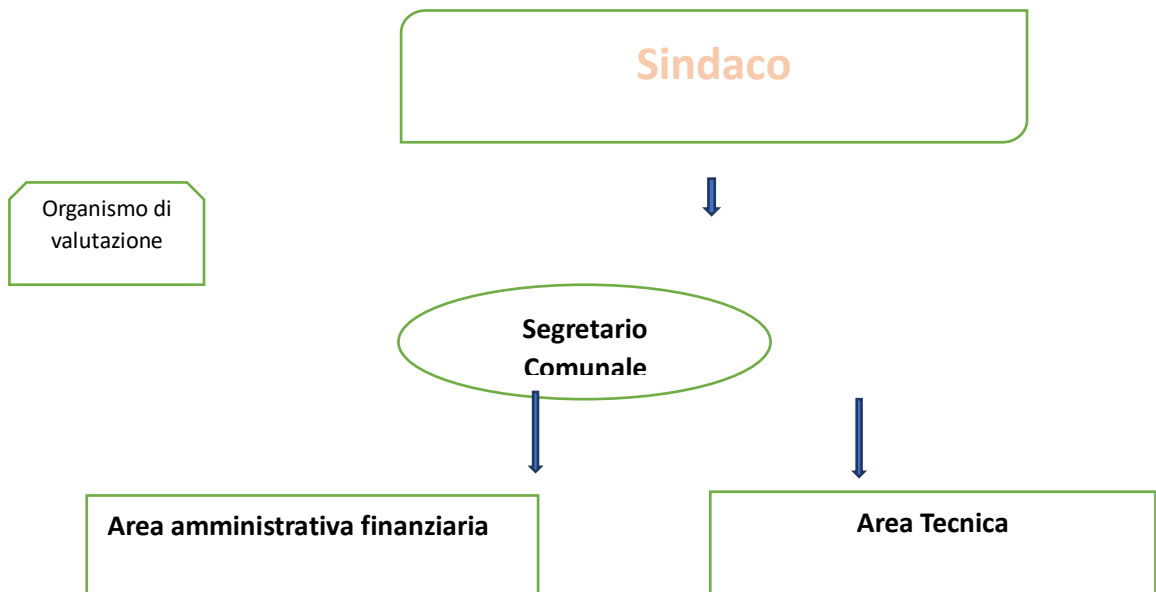 Sindaco
Organismo di
valutazione
Segretario
Comunale
Area amministrativa finanziaria
Area Tecnica